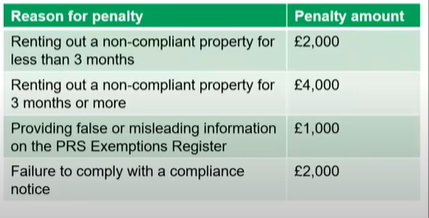 Reason for penalty Penalty amount
Renting out a non-compliant property for £2,000
less than 3 months
Renting out a non-compliant property for £4,000
3 months or more
Providing false or misleading information £1,000
on the PRS Exemptions Register
Failure to comply with a compliance £2,000
notice